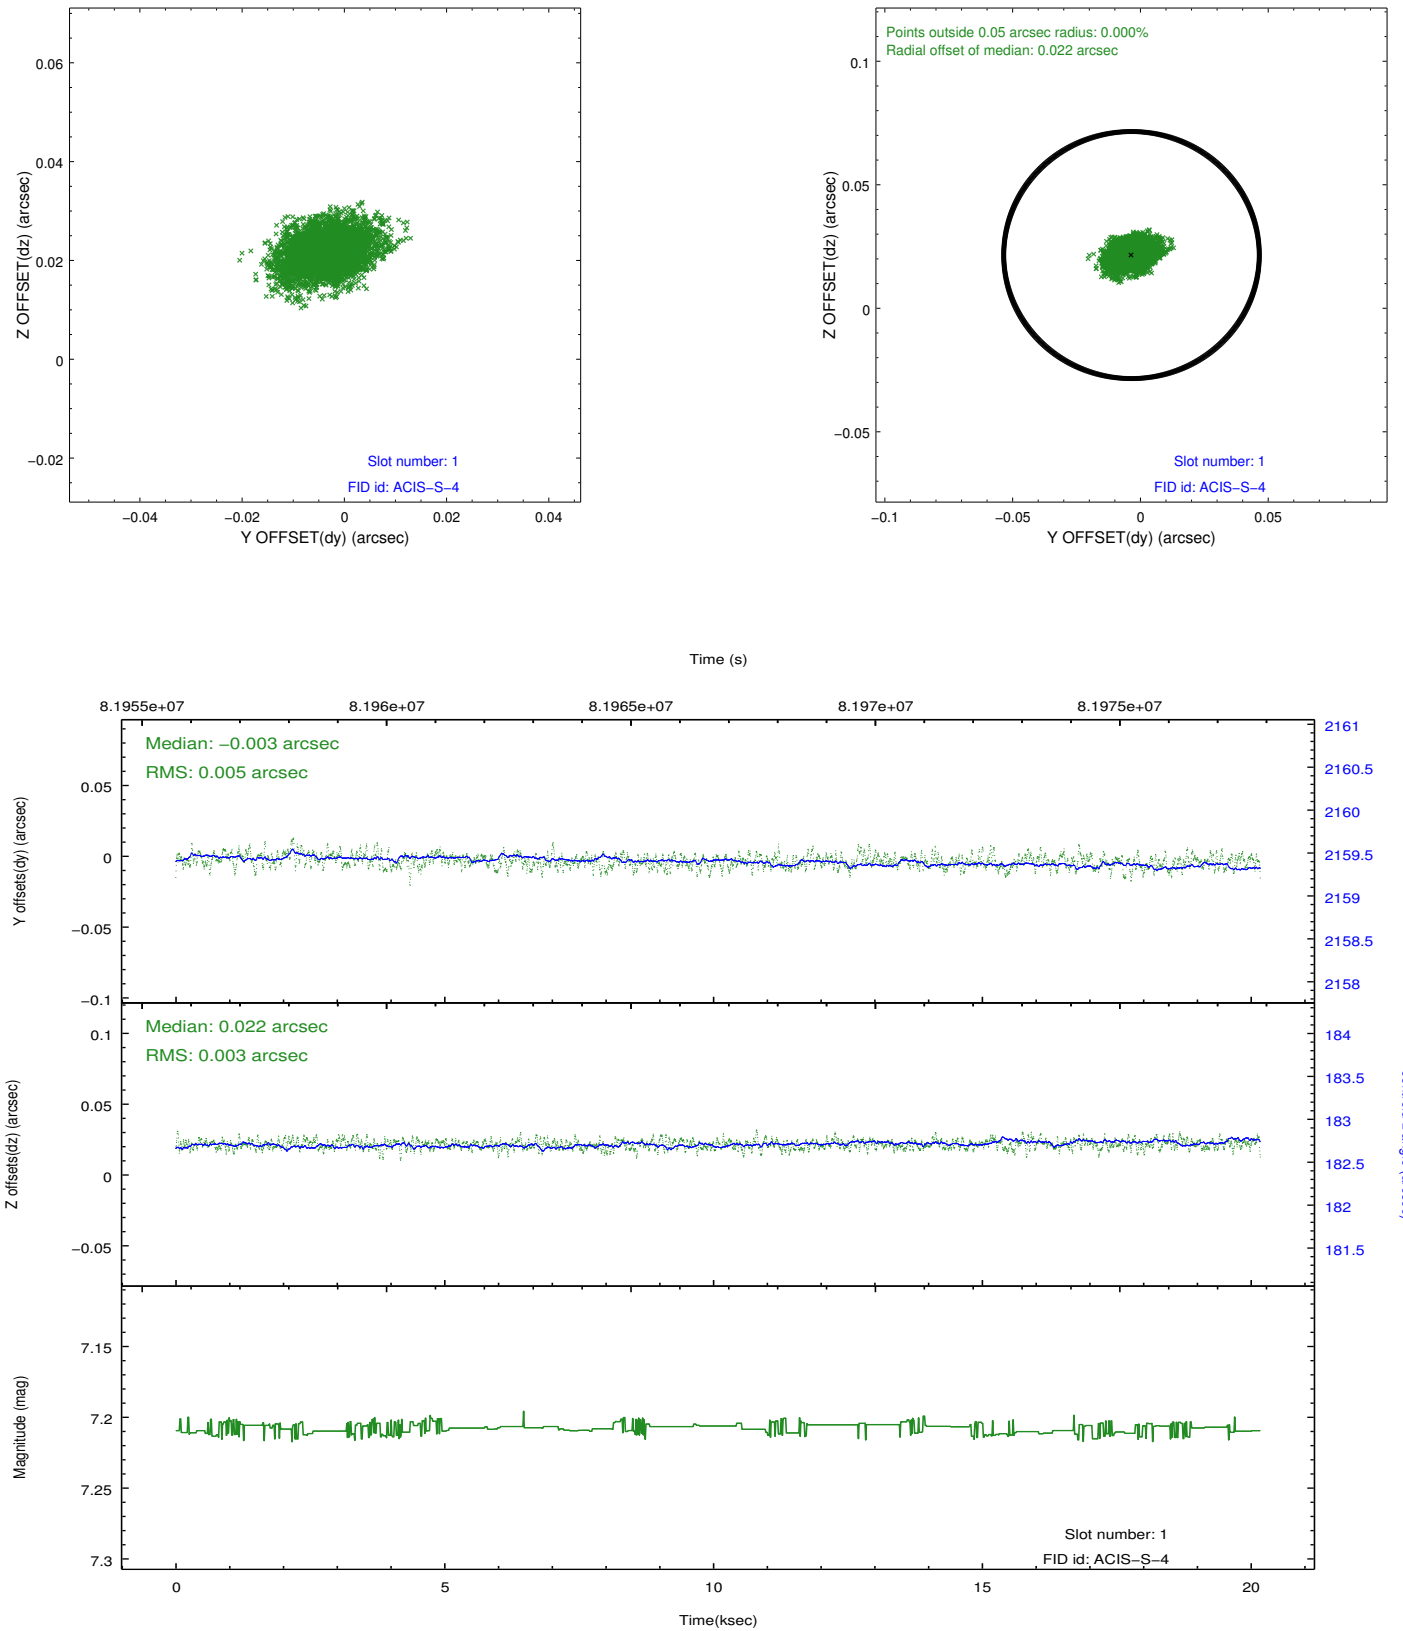 0.06
0.04
0.02
0
−0.02
Z OFFSET(dz) (arcsec)
Slot number: 1
FID id: ACIS−S−4
−0.04
−0.02
0
0.02
0.04
Y OFFSET(dy) (arcsec)
Points outside 0.05 arcsec radius: 0.000%
Radial offset of median: 0.022 arcsec
0.1
0.05
0
−0.05
Z OFFSET(dz) (arcsec)
Slot number: 1
FID id: ACIS−S−4
−0.1
−0.05
0
0.05
Y OFFSET(dy) (arcsec)
Time (s)
8.1955e+07
8.196e+07
8.1965e+07
8.197e+07
8.1975e+07
Median: −0.003 arcsec
RMS: 0.005 arcsec
0.05
0
−0.05
−0.1
Y offsets(dy) (arcsec)
2161
2160.5
2160
2159.5
2159
2158.5
2158
Median: 0.022 arcsec
RMS: 0.003 arcsec
0.1
0.05
0
−0.05
Z offsets(dz) (arcsec)
184
183.5
183
182.5
182
181.5
7.15
7.2
7.25
7.3
Magnitude (mag)
Slot number: 1
FID id: ACIS−S−4
0
5
10
15
20
Time(ksec)